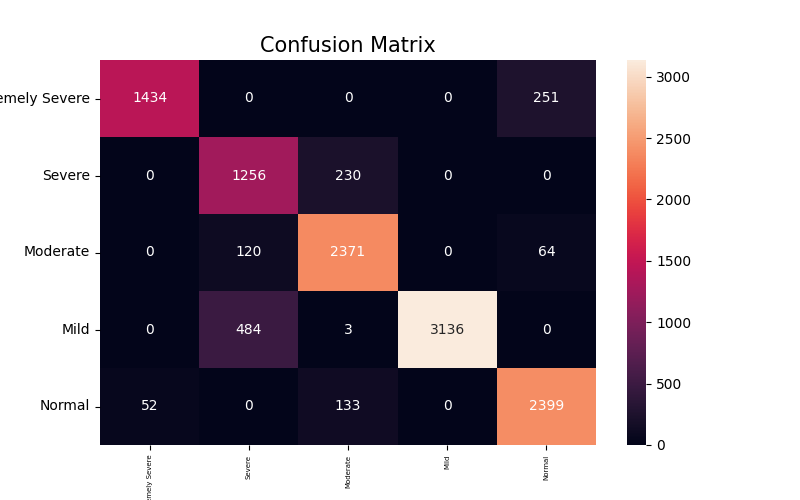 Confusion Matrix
emely Severe 1434 0 0 0 251
Severe 0 1256 230 0 0
Moderate 0 120 2371 0 64
Mild 0 484 3 3136 0
Normal 52 0 133 0 2399
emely Severe Severe Moderate Mild Normal
3000
2500
2000
1500
1000
500
0